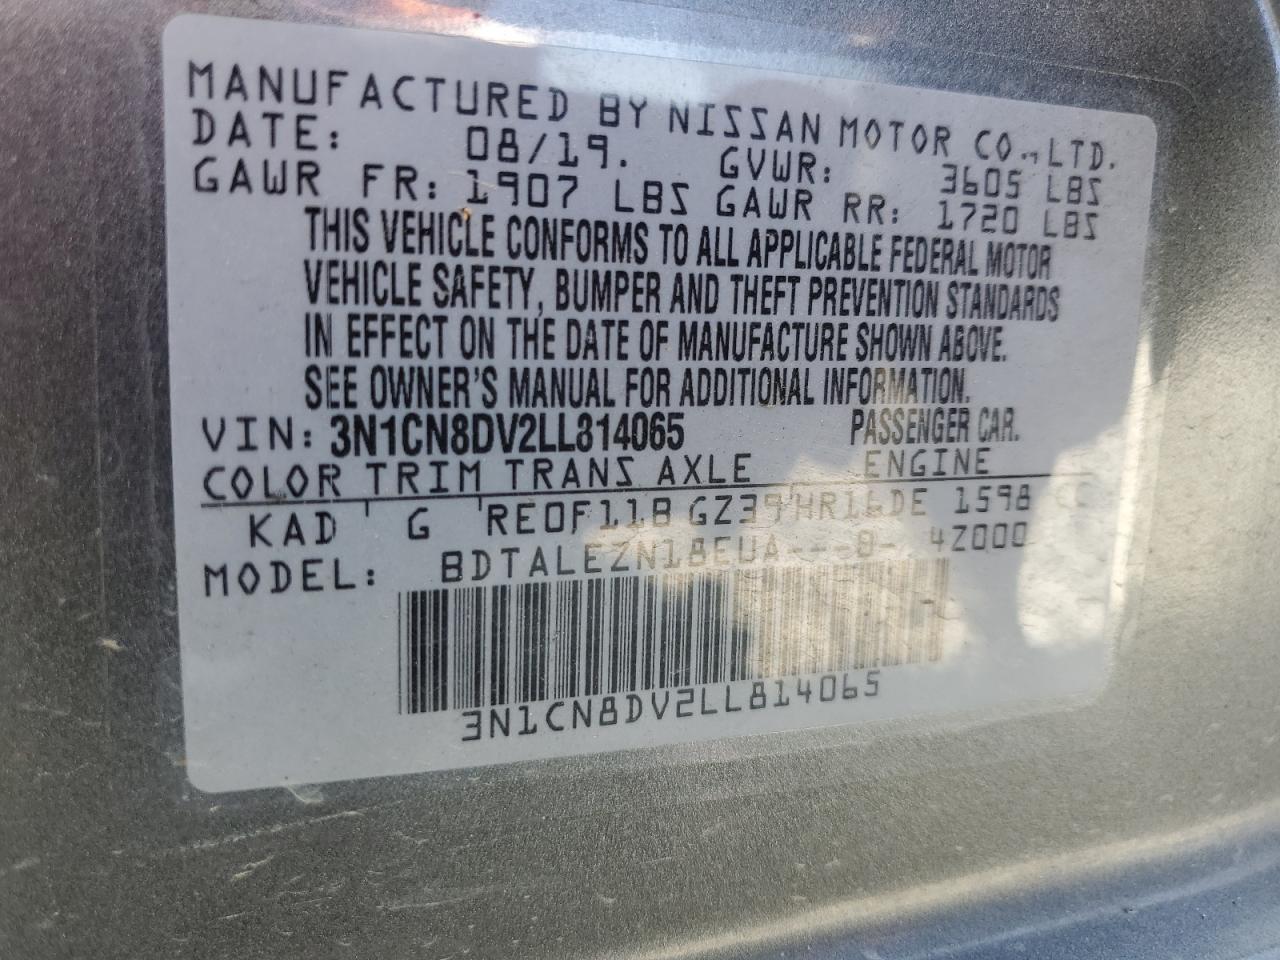 MANUFACTURED BY NISSAN MOTOR CO.,LTD.
DATE: 08/19. GVWR: 3605 LBS
GAWR FR: 1907 LBS GAWR RR: 1720 LBS
THIS VEHICLE CONFORMS TO ALL APPLICABLE FEDERAL MOTOR
VEHICLE SAFETY, BUMPER AND THEFT PREVENTION STANDARDS
IN EFFECT ON THE DATE OF MANUFACTURE SHOWN ABOVE.
SEE OWNER'S MANUAL FOR ADDITIONAL INFORMATION.
VIN: 3N1CN8DV2LL814065 PASSENGER CAR.
COLOR TRIM TRANS AXLE ENGINE
KAD G RE0F11B GZ39 HR16DE 1598 CC
MODEL: BDTALEZN18EUA---B- 4Z000
3N1CN8DV2LL814065